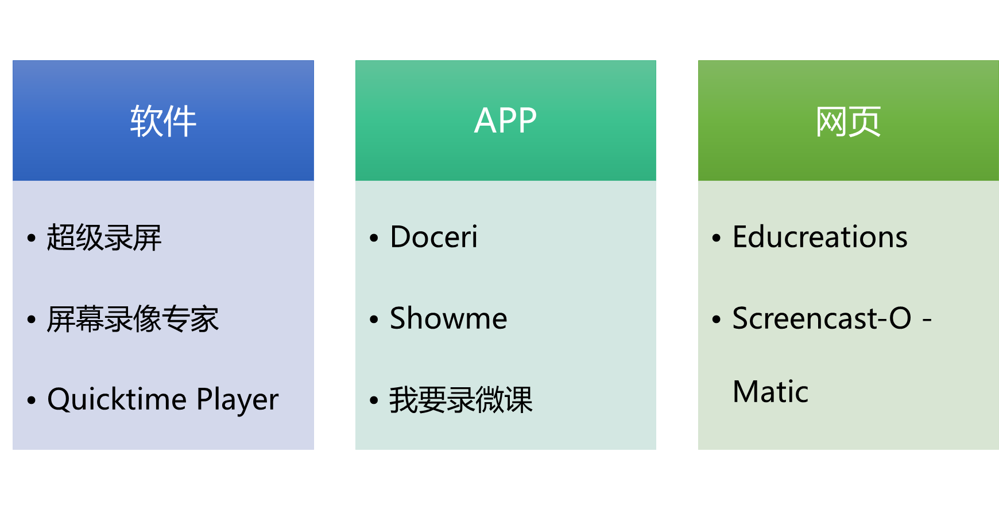 软件
• 超级录屏
• 屏幕录像专家
• Quicktime Player
APP
• Doceri
• Showme
• 我要录微课
网页
• Educreations
• Screencast-O -
Matic